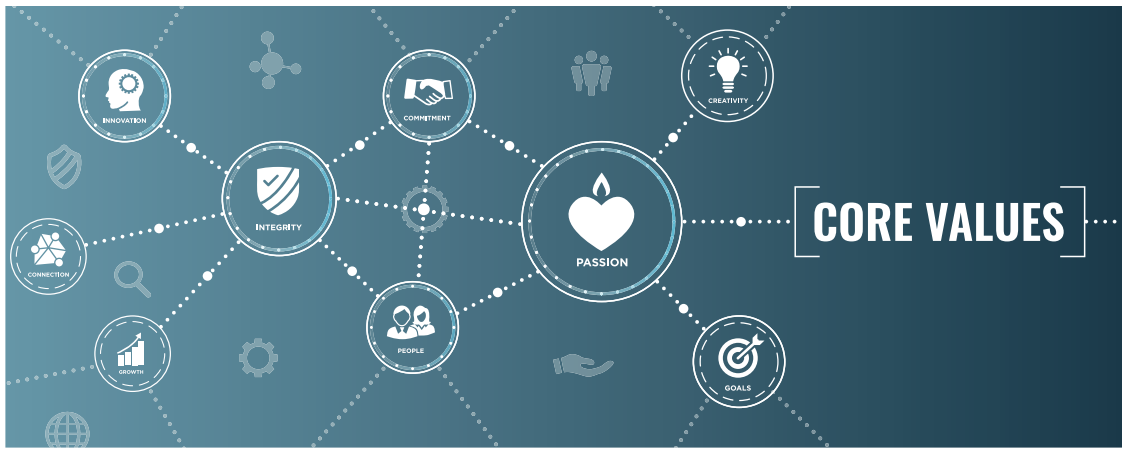 INNOVATION
COMMITMENT
CREATIVITY
INTEGRITY
CORE VALUES
PASSION
CONNECTION
PEOPLE
GROWTH
GOALS